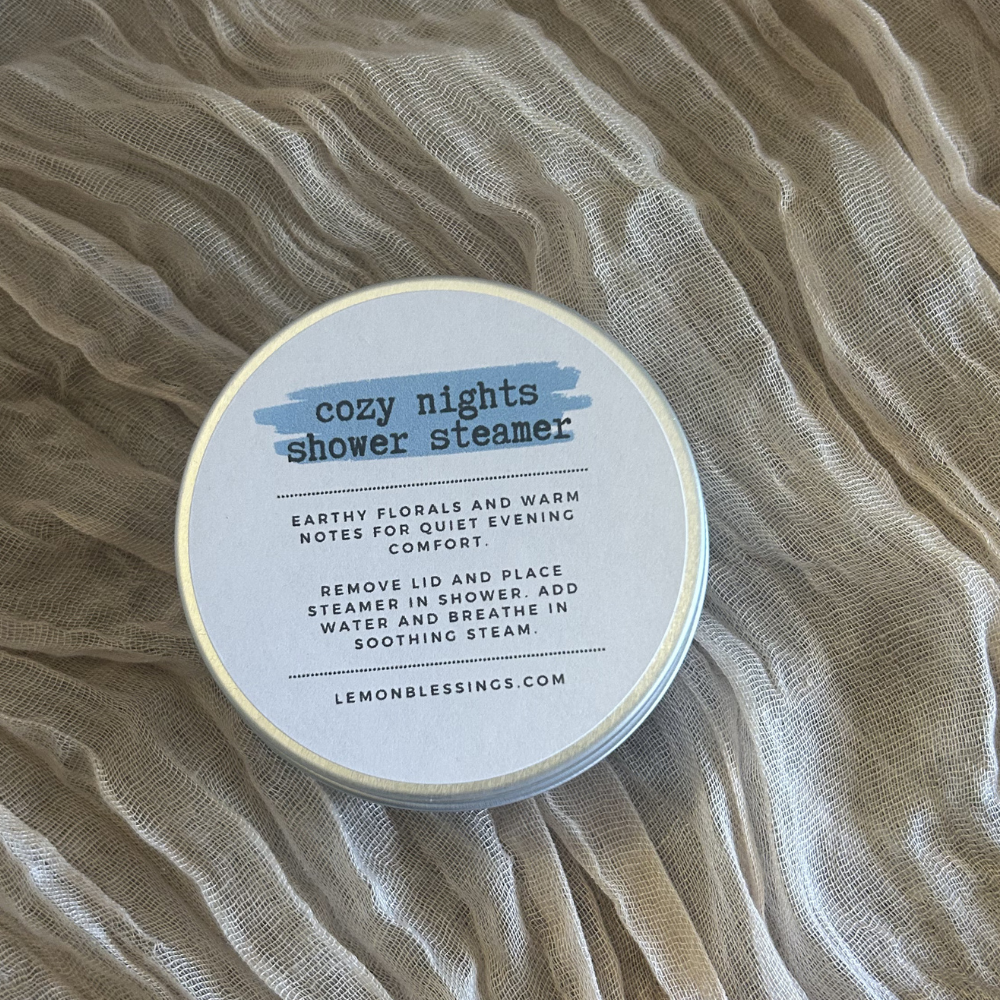 cozy nights
shower steamer
EARTHY FLORALS AND WARM
NOTES FOR QUIET EVENING
COMFORT.
REMOVE LID AND PLACE
STEAMER IN SHOWER. ADD
WATER AND BREATHE IN
SOOTHING STEAM.
LEMONBLESSINGS.COM